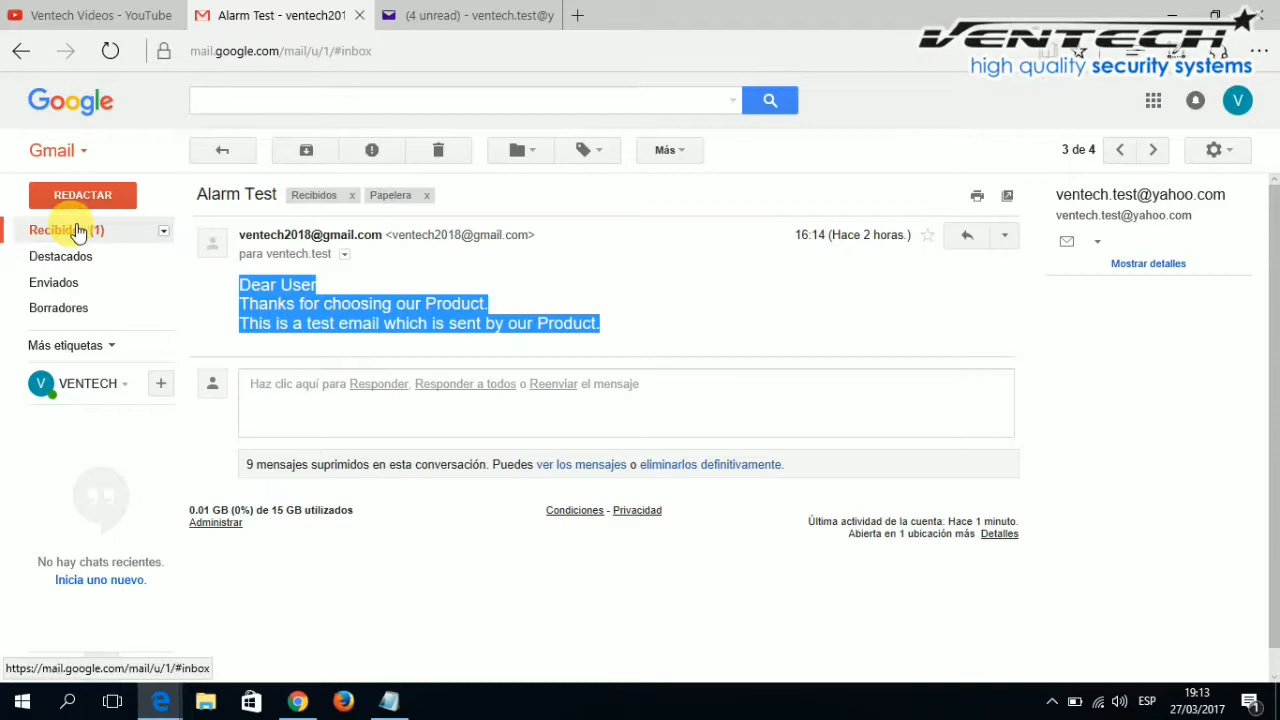 Ventech Videos - YouTube
Alarm Test - ventech201
(4 unread) - ventech.test@y
mail.google.com/mail/u/1/#inbox
VENTECH
high quality security systems
Google
V
Gmail
Más
3 de 4
REDACTAR
Alarm Test
Recibidos x
Papelera x
ventech.test@yahoo.com
ventech.test@yahoo.com
(1)
ventech2018@gmail.com <ventech2018@gmail.com>
16:14 (Hace 2 horas.)
para ventech.test
Mostrar detalles
Destacados
Enviados
Borradores
Dear User
Thanks for choosing our Product.
This is a test email which is sent by our Product.
Más etiquetas
V VENTECH
Haz clic aquí para Responder, Responder a todos o Reenviar el mensaje
9 mensajes suprimidos en esta conversación. Puedes ver los mensajes o eliminarlos definitivamente.
0.01 GB (0%) de 15 GB utilizados
Administrar
Condiciones - Privacidad
Última actividad de la cuenta: Hace 1 minuto.
Abierta en 1 ubicación más Detalles
No hay chats recientes.
Inicia uno nuevo.
https://mail.google.com/mail/u/1/#inbox
ESP
19:13
27/03/2017
1